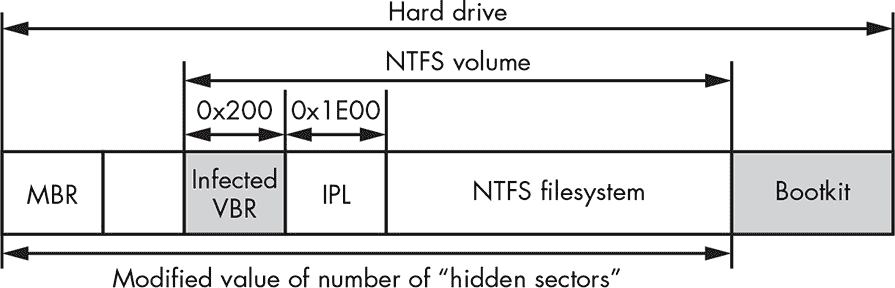 Hard drive
NTFS volume
0x200
0x1E00
MBR
Infected
VBR
IPL
NTFS filesystem
Bootkit
Modified value of number of “hidden sectors”